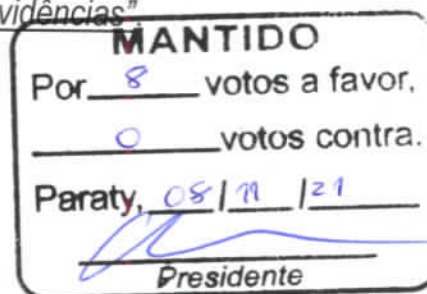 vidências"
MANTIDO
Por 8 votos a favor,
0 votos contra.
Paraty, 08/11/21
Presidente